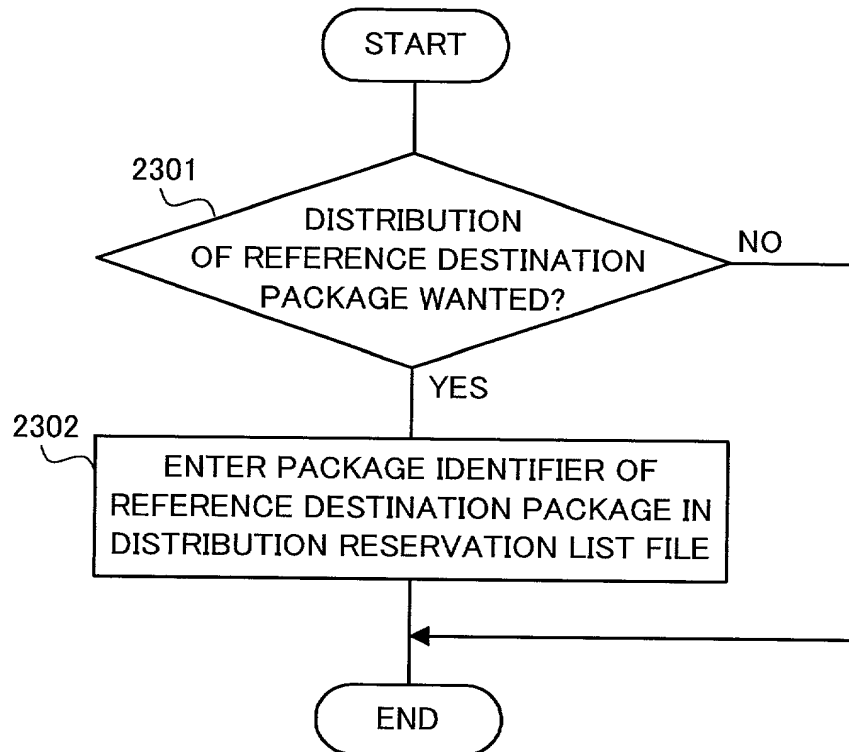 START
2301
DISTRIBUTION
OF REFERENCE DESTINATION
PACKAGE WANTED?
NO
YES
2302
ENTER PACKAGE IDENTIFIER OF
REFERENCE DESTINATION PACKAGE IN
DISTRIBUTION RESERVATION LIST FILE
END